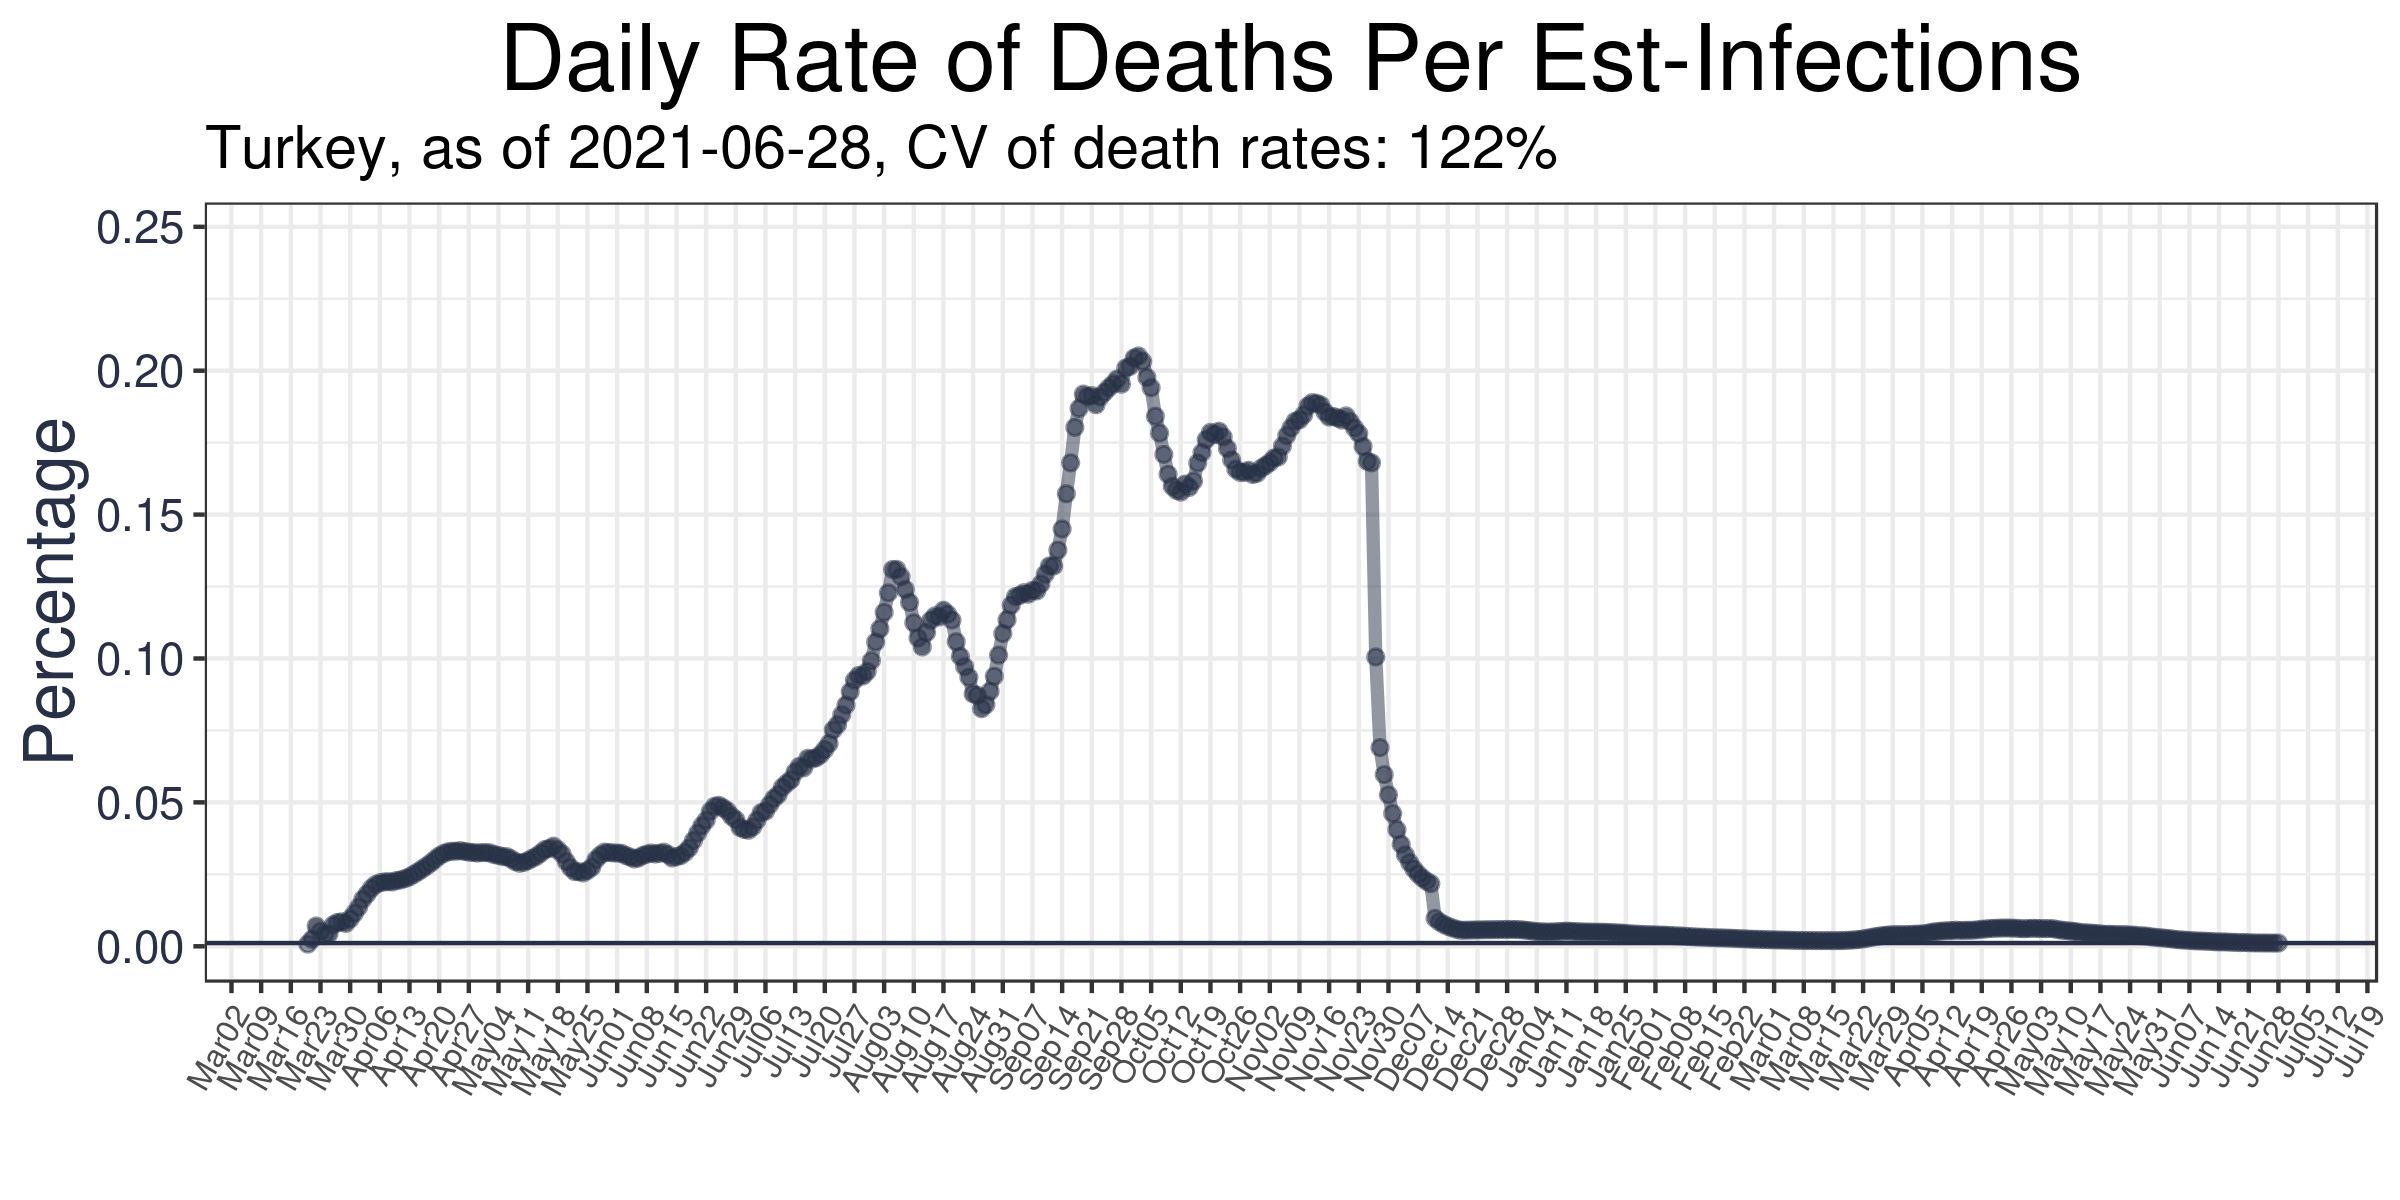 Daily Rate of Deaths Per Est-Infections
Turkey, as of 2021-06-28, CV of death rates: 122%
Percentage
0.25
0.20
0.15
0.10
0.05
0.00
Mar02
Mar09
Mar16
Mar23
Mar30
Apr06
Apr13
Apr20
Apr27
May04
May11
May18
May25
Jun01
Jun08
Jun15
Jun22
Jun29
Jul06
Jul13
Jul20
Jul27
Aug03
Aug10
Aug17
Aug24
Aug31
Sep07
Sep14
Sep21
Sep28
Oct05
Oct12
Oct19
Oct26
Nov02
Nov09
Nov16
Nov23
Nov30
Dec07
Dec14
Dec21
Dec28
Jan04
Jan11
Jan18
Jan25
Feb01
Feb08
Feb15
Feb22
Mar01
Mar08
Mar15
Mar22
Mar29
Apr05
Apr12
Apr19
Apr26
May03
May10
May17
May24
May31
Jun07
Jun14
Jun21
Jun28
Jul05
Jul12
Jul19